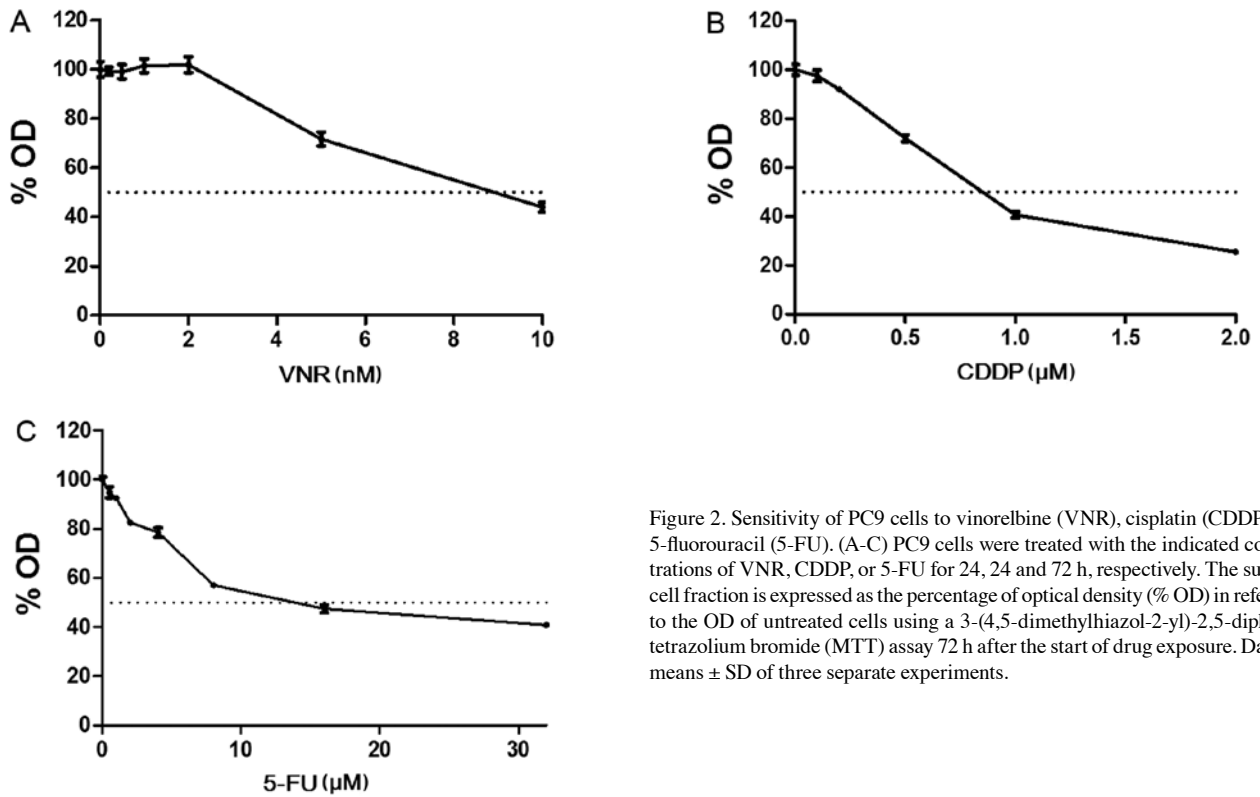 A
120
100
80
60
40
20
0
% OD
0 2 4 6 8 10
VNR (nM)
B
120
100
80
60
40
20
0
% OD
0.0 0.5 1.0 1.5 2.0
CDDP (µM)
C
120
100
80
60
40
20
0
% OD
0 10 20 30
5-FU (µM)
Figure 2. Sensitivity of PC9 cells to vinorelbine (VNR), cisplatin (CDDP
5-fluorouracil (5-FU). (A-C) PC9 cells were treated with the indicated co
trations of VNR, CDDP, or 5-FU for 24, 24 and 72 h, respectively. The su
cell fraction is expressed as the percentage of optical density (% OD) in refe
to the OD of untreated cells using a 3-(4,5-dimethylhiazol-2-yl)-2,5-dipl
tetrazolium bromide (MTT) assay 72 h after the start of drug exposure. Da
means ± SD of three separate experiments.